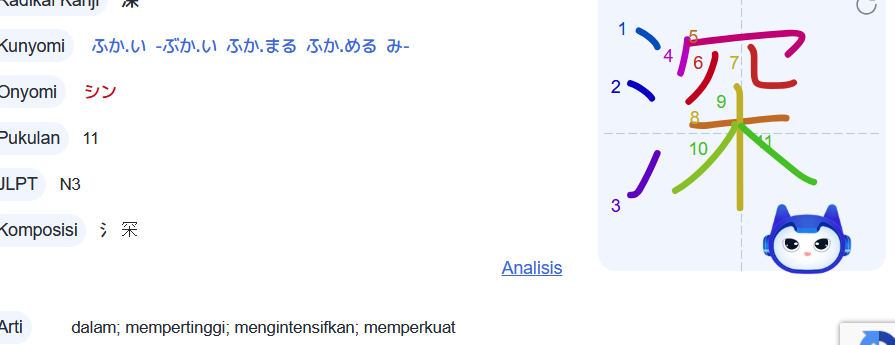 Radikal Kanji 深
Kunyomi ふか.い -ぶか.い ふか.まる ふか.める み-
Onyomi シン
Pukulan 11
JLPT N3
Komposisi 氵 罙
Analisis
Arti dalam; mempertinggi; mengintensifkan; memperkuat
1
2
3
4
5
6
7
8
9
10
11